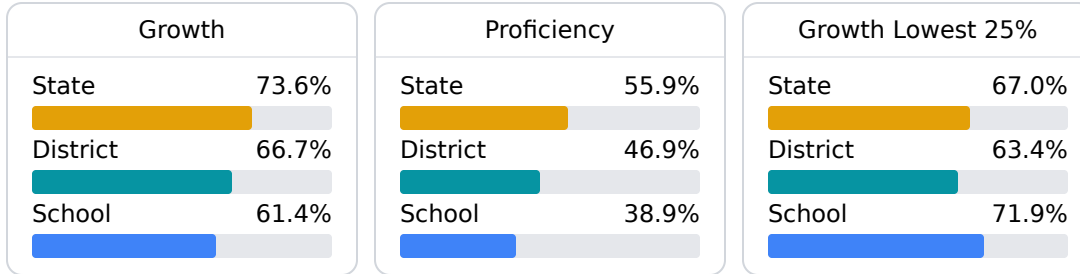 Growth
State 73.6%
District 66.7%
School 61.4%
Proficiency
State 55.9%
District 46.9%
School 38.9%
Growth Lowest 25%
State 67.0%
District 63.4%
School 71.9%